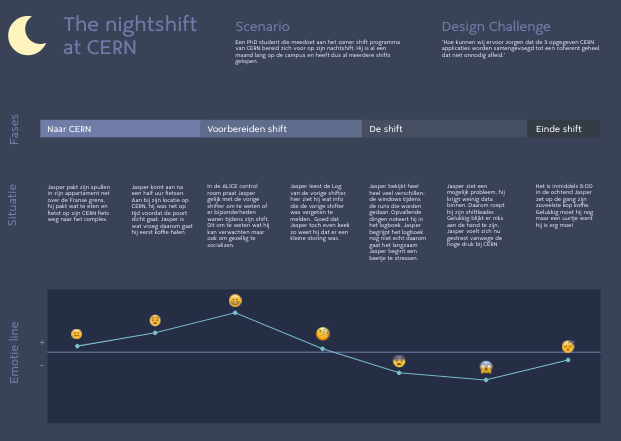 The nightshift
at CERN
Scenario
Een PhD student die meedoet aan het zomer shift programma
van CERN bereid zich voor op zijn nachtshift. Hij is al een
maand lang op de campus en heeft dus al meerdere shifts
gelopen.
Design Challenge
"Hoe kunnen wij ervoor zorgen dat de 3 opgegeven CERN
applicaties worden samengevoegd tot een coherent geheel,
dat niet onnodig afleid."
Fases
Naar CERN
Voorbereiden shift
De shift
Einde shift
Situatie
Jasper pakt zijn spullen
in zijn appartement net
over de Franse grens,
hij pakt wat te eten en
fietst op zijn CERN fiets
weg naar het complex.
Jasper komt aan na
een half uur fietsen.
Aan bij zijn locatie op
CERN, hij was net op
tijd voordat de poort
dicht gaat. Jasper is
wat vroeg daarom gaat
hij eerst koffie halen.
In de ALICE control
room praat Jasper
gelijk met de vorige
shifter om te weten of
er bijzonderheden
waren tijdens zijn shift.
Dit om te weten wat hij
kan verwachten maar
ook om gezellig te
socializen.
Jasper leest de Log
van de vorige shifter,
hier ziet hij wat info
die de vorige shifter
was vergeten te
melden. Goed dat
Jasper toch even keek
zo weet hij dat er een
kleine storing was.
Jasper bekijkt heel
heel veel verschillen-
de windows tijdens
de runs die worden
gedaan. Opvallende
dingen noteert hij in
het logboek. Jasper
begrijpt het logboek
nog niet echt daarom
gaat het langzaam
Jasper begint een
beetje te stressen.
Jasper ziet een
mogelijk probleem, hij
krijgt weinig data
binnen. Daarom roept
hij zijn shiftleader.
Gelukkig blijkt er niks
aan de hand te zijn.
Jasper voelt zich nu
gestrest vanwege de
hoge druk bij CERN
Het is inmiddels 8:00
in de ochtend Jasper
zet op de gang zijn
zoveelste kop koffie.
Gelukkig moet hij nog
maar een uurtje want
hij is erg moe!
Emotie line
+
-